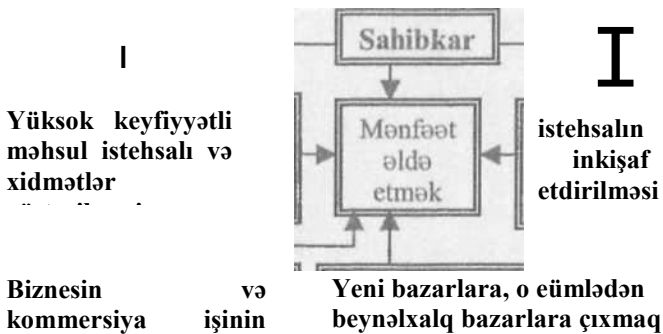 Sahibkar
I
I
Yüksok keyfiyyətli
məhsul istehsalı və
xidmətlər
Mənfəət
əldə
etmək
istehsalın
inkişaf
etdirilməsi
Biznesin və
kommersiya işinin
Yeni bazarlara, o eümlədən
beynəlxalq bazarlara çıxmaq